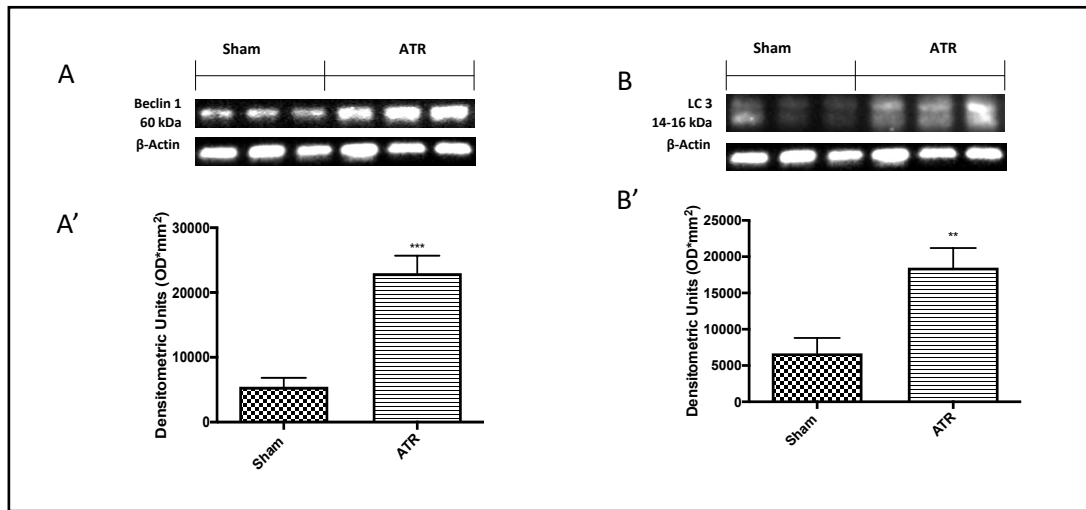 A
Sham ATR
Beclin 1
60 kDa
β-Actin
B
Sham ATR
LC 3
14-16 kDa
β-Actin
A’
Densitometric Units (OD*mm²)
30000
20000
10000
0
***
Sham
ATR
B’
Densitometric Units (OD*mm²)
25000
20000
15000
10000
5000
0
**
Sham
ATR